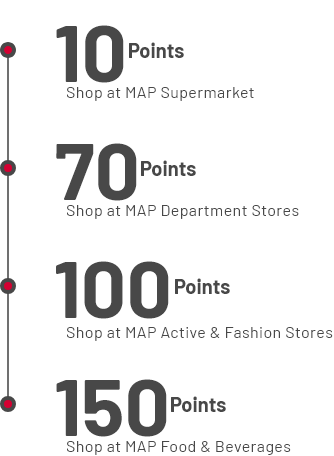 10 Points
Shop at MAP Supermarket
70 Points
Shop at MAP Department Stores
100 Points
Shop at MAP Active & Fashion Stores
150 Points
Shop at MAP Food & Beverages